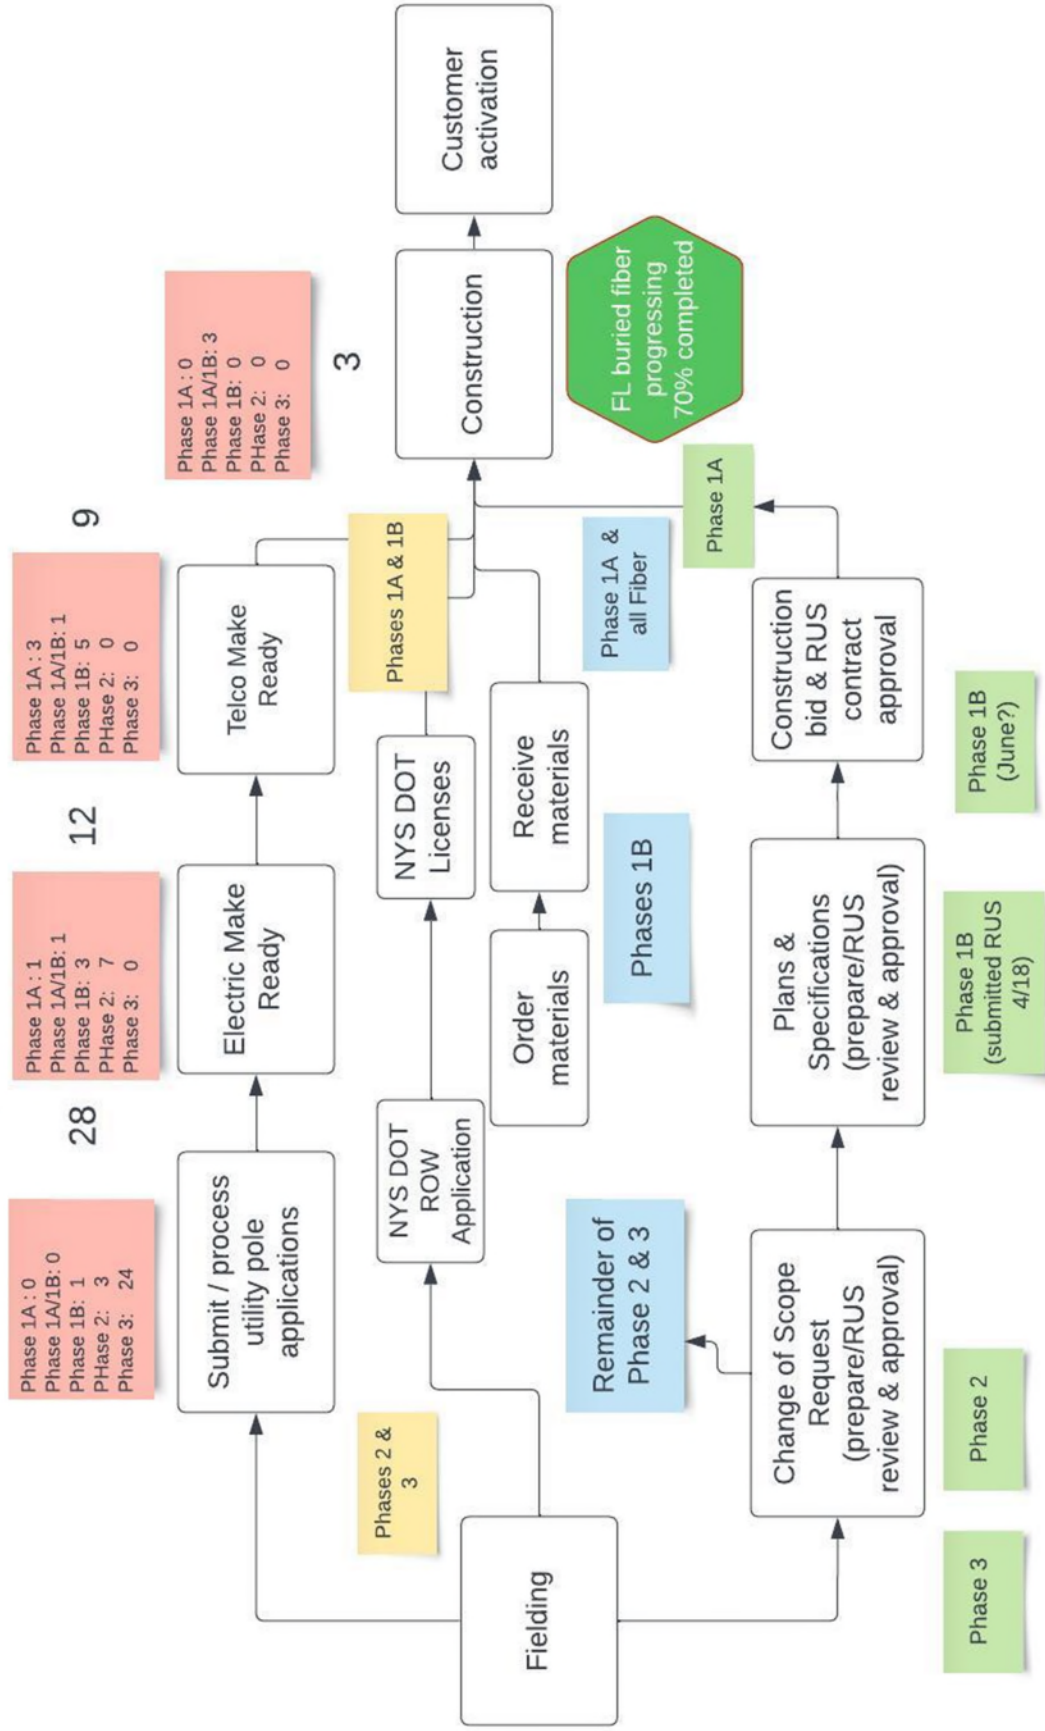 Phase 1A : 0
Phase 1A/1B: 0
Phase 1B: 1
PHase 2: 3
Phase 3: 24
28
Phase 1A : 1
Phase 1A/1B: 1
Phase 1B: 3
PHase 2: 7
Phase 3: 0
12
Phase 1A : 3
Phase 1A/1B: 1
Phase 1B: 5
PHase 2: 0
Phase 3: 0
9
Phase 1A : 0
Phase 1A/1B: 3
Phase 1B: 0
PHase 2: 0
Phase 3: 0
3
Submit / process
utility pole
applications
Electric Make
Ready
Telco Make
Ready
Phases 2 &
3
NYS DOT
ROW
Application
NYS DOT
Licenses
Phases 1A & 1B
Fielding
Order
materials
Receive
materials
Construction
Customer
activation
Remainder of
Phase 2 & 3
Phases 1B
Phase 1A &
all Fiber
FL buried fiber
progressing
70% completed
Phase 1A
Change of Scope
Request
(prepare/RUS
review & approval)
Plans &
Specifications
(prepare/RUS
review & approval)
Construction
bid & RUS
contract
approval
Phase 3
Phase 2
Phase 1B
(submitted RUS
4/18)
Phase 1B
(June?)